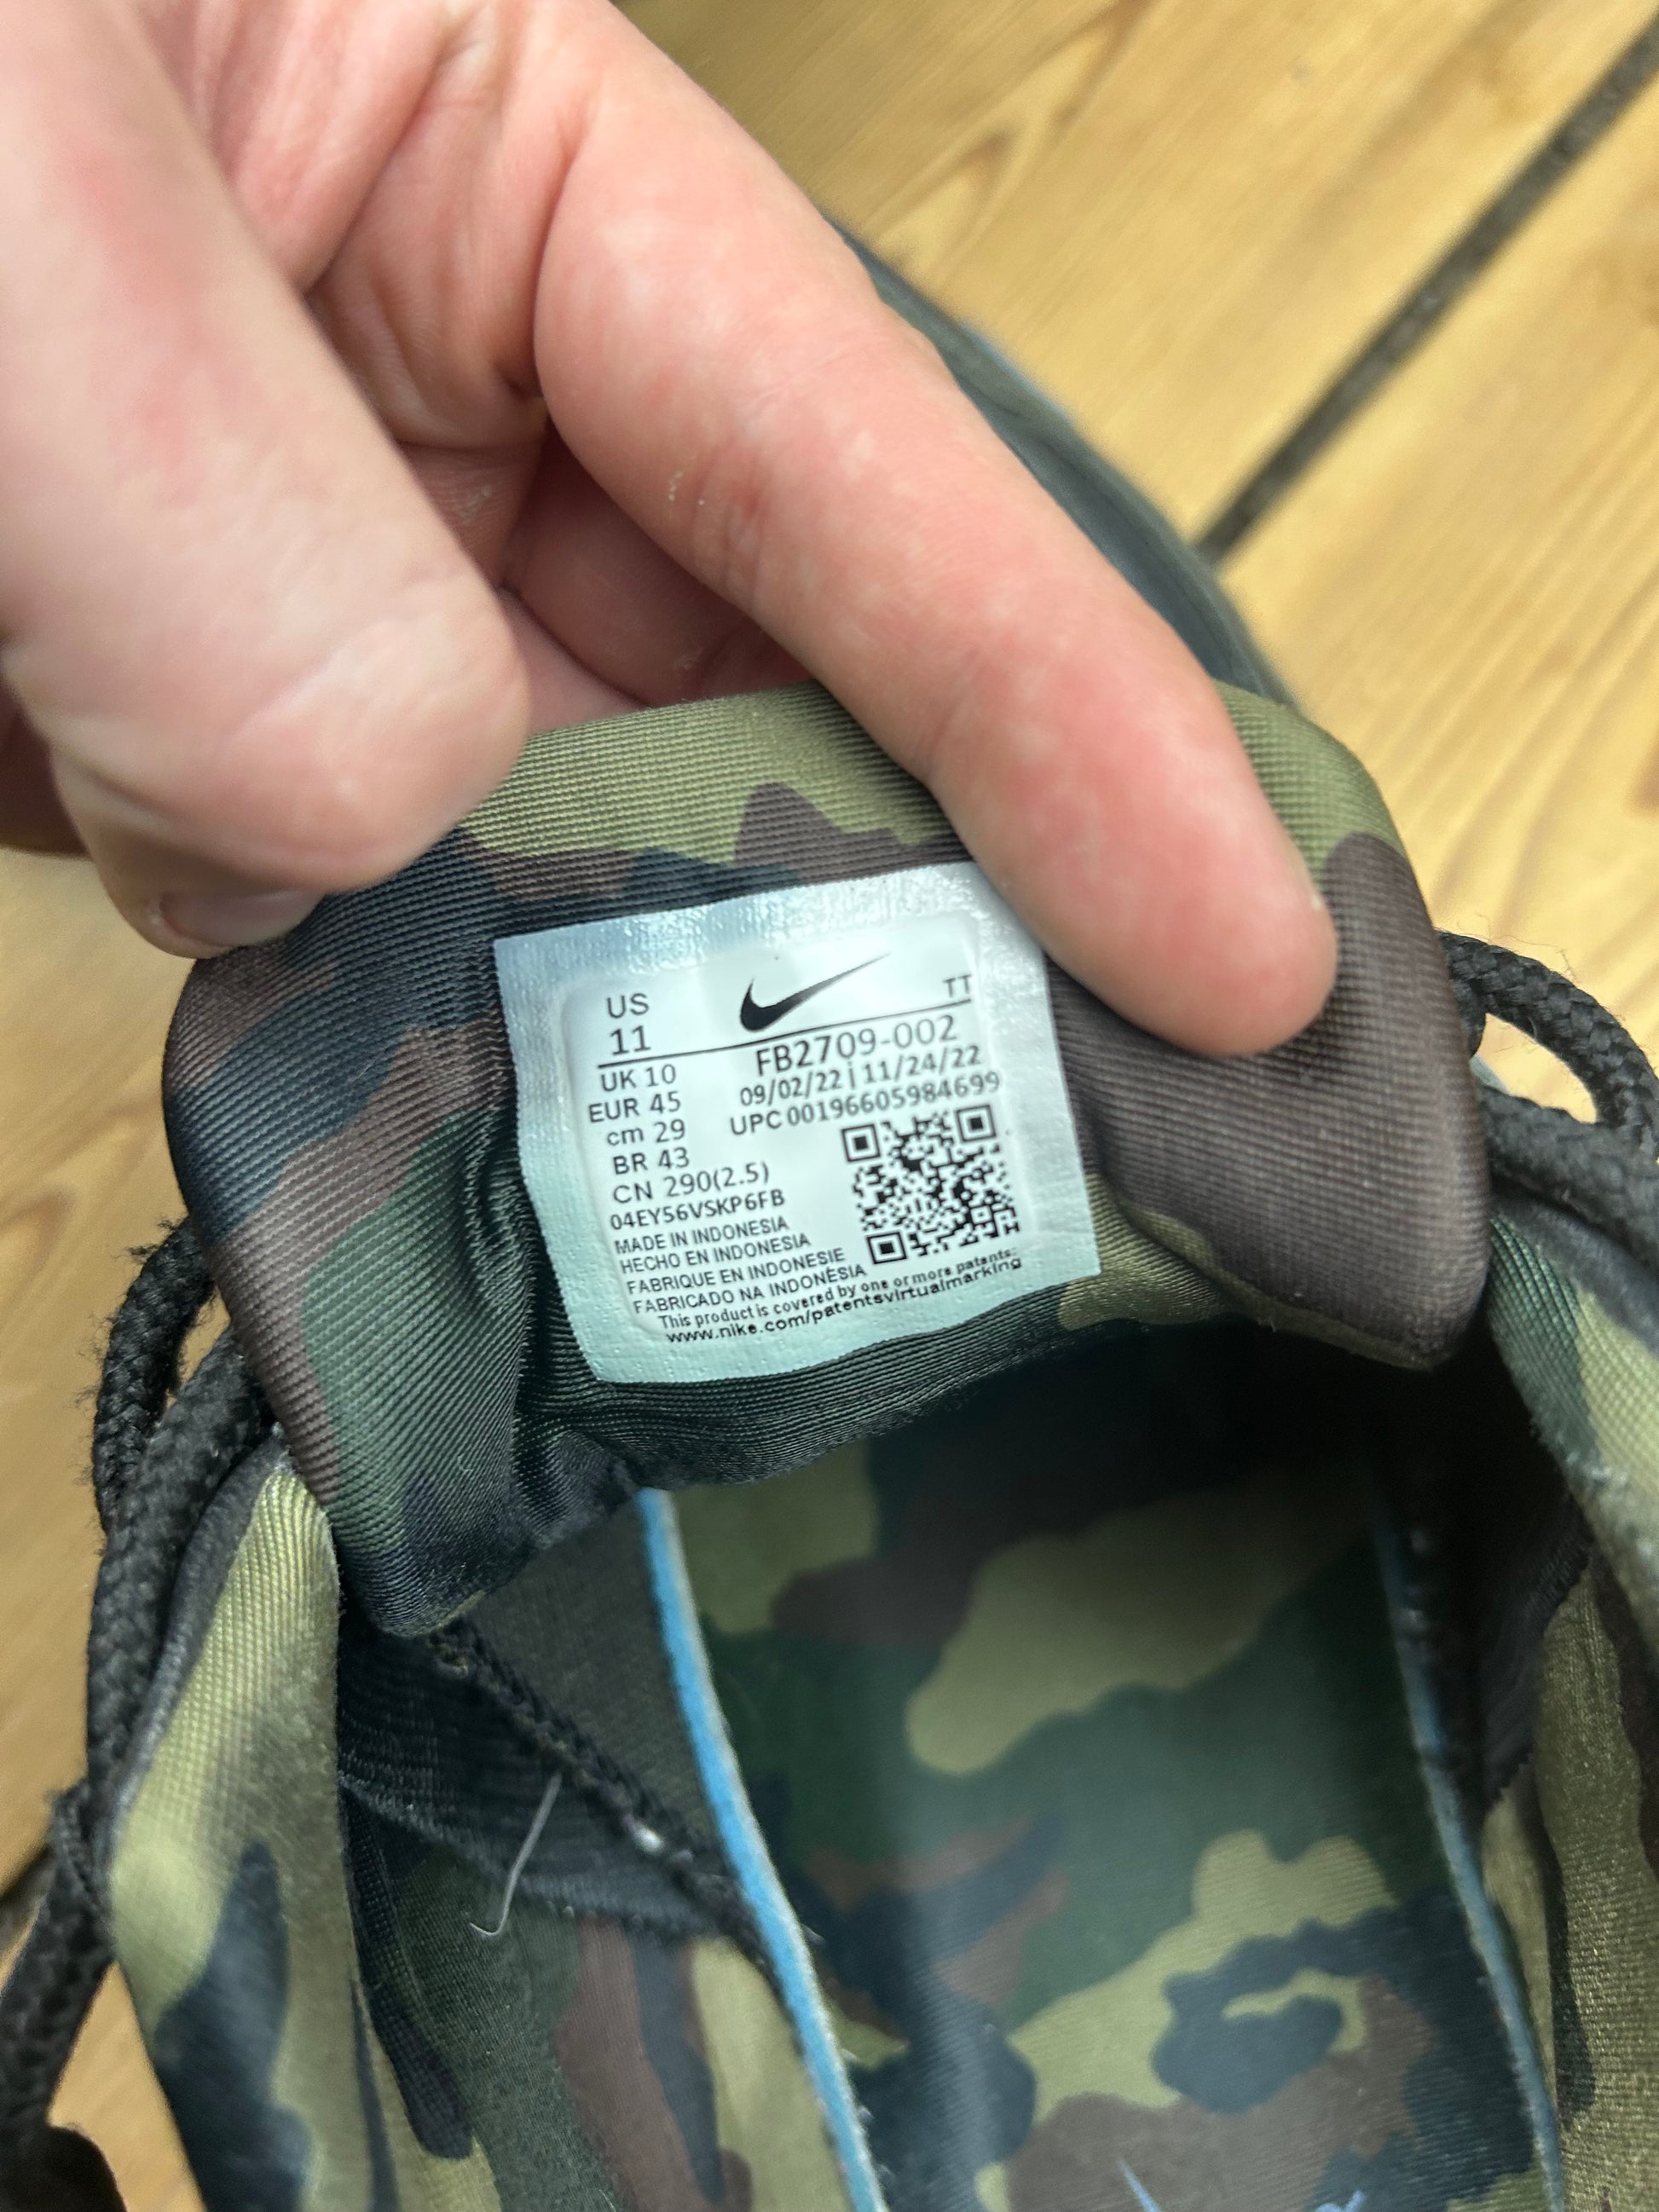 US
11
TT
FB2709-002
UK 10
09/02/22 | 11/24/22
EUR 45
UPC 00196605984699
cm 29
BR 43
CN 290(2.5)
04EY56VSKP6FB
MADE IN INDONESIA
HECHO EN INDONESIA
FABRIQUE EN INDONESIE
FABRICADO NA INDONÉSIA
This product is covered by one or more patents:
www.nike.com/patentsvirtualmarking